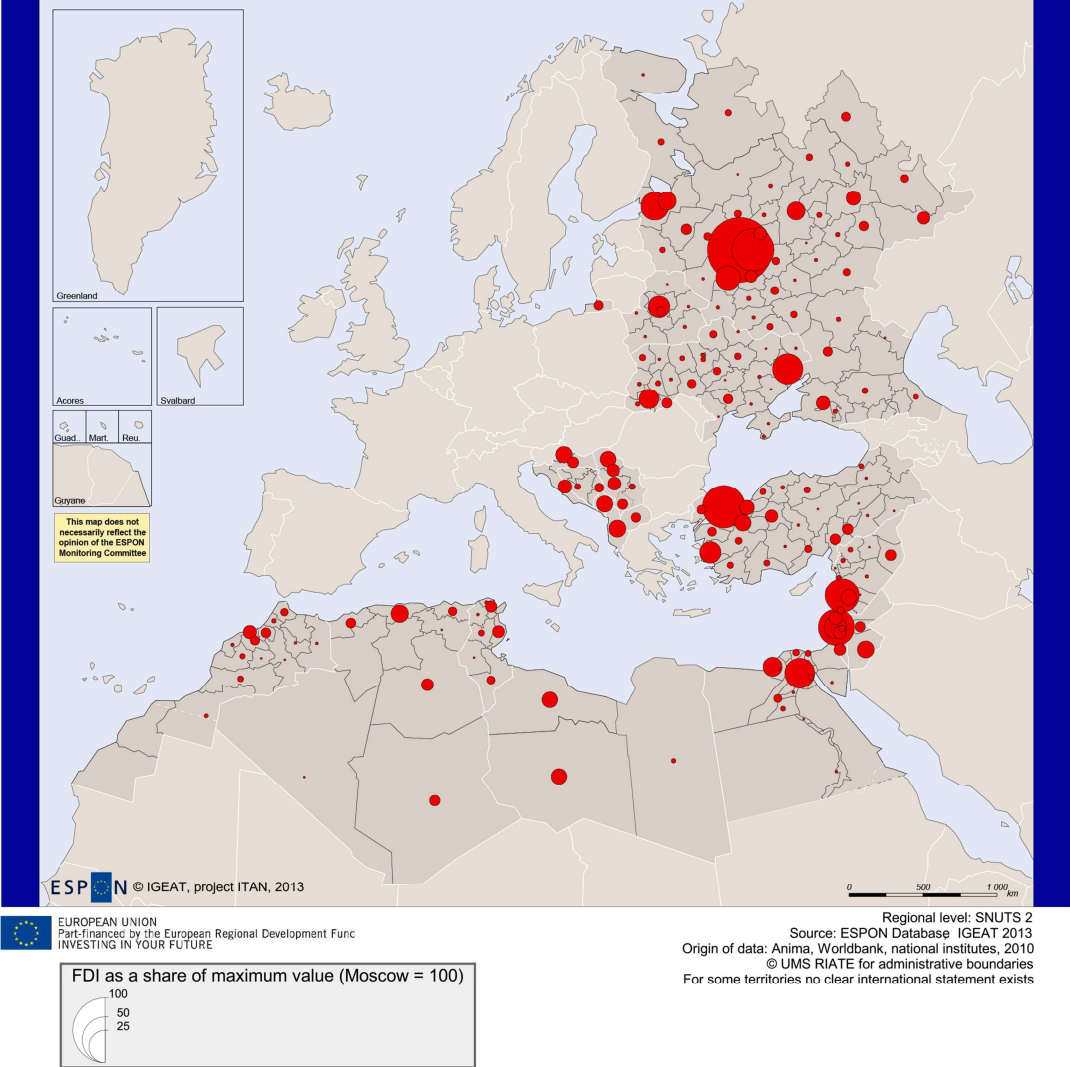 Greenland
Acores
Svalbard
Guad..
Mart.
Reu.
Guyane
This map does not
necessarily reflect the
opinion of the ESPON
Monitoring Committee
ESPON © IGEAT, project ITAN, 2013
0 500 1 000
km
EUROPEAN UNION
Part-financed by the European Regional Development Fund
INVESTING IN YOUR FUTURE
Regional level: SNUTS 2
Source: ESPON Database IGEAT 2013
Origin of data: Anima, Worldbank, national institutes, 2010
© UMS RIATE for administrative boundaries
For some territories no clear international statement exists
FDI as a share of maximum value (Moscow = 100)
100
50
25